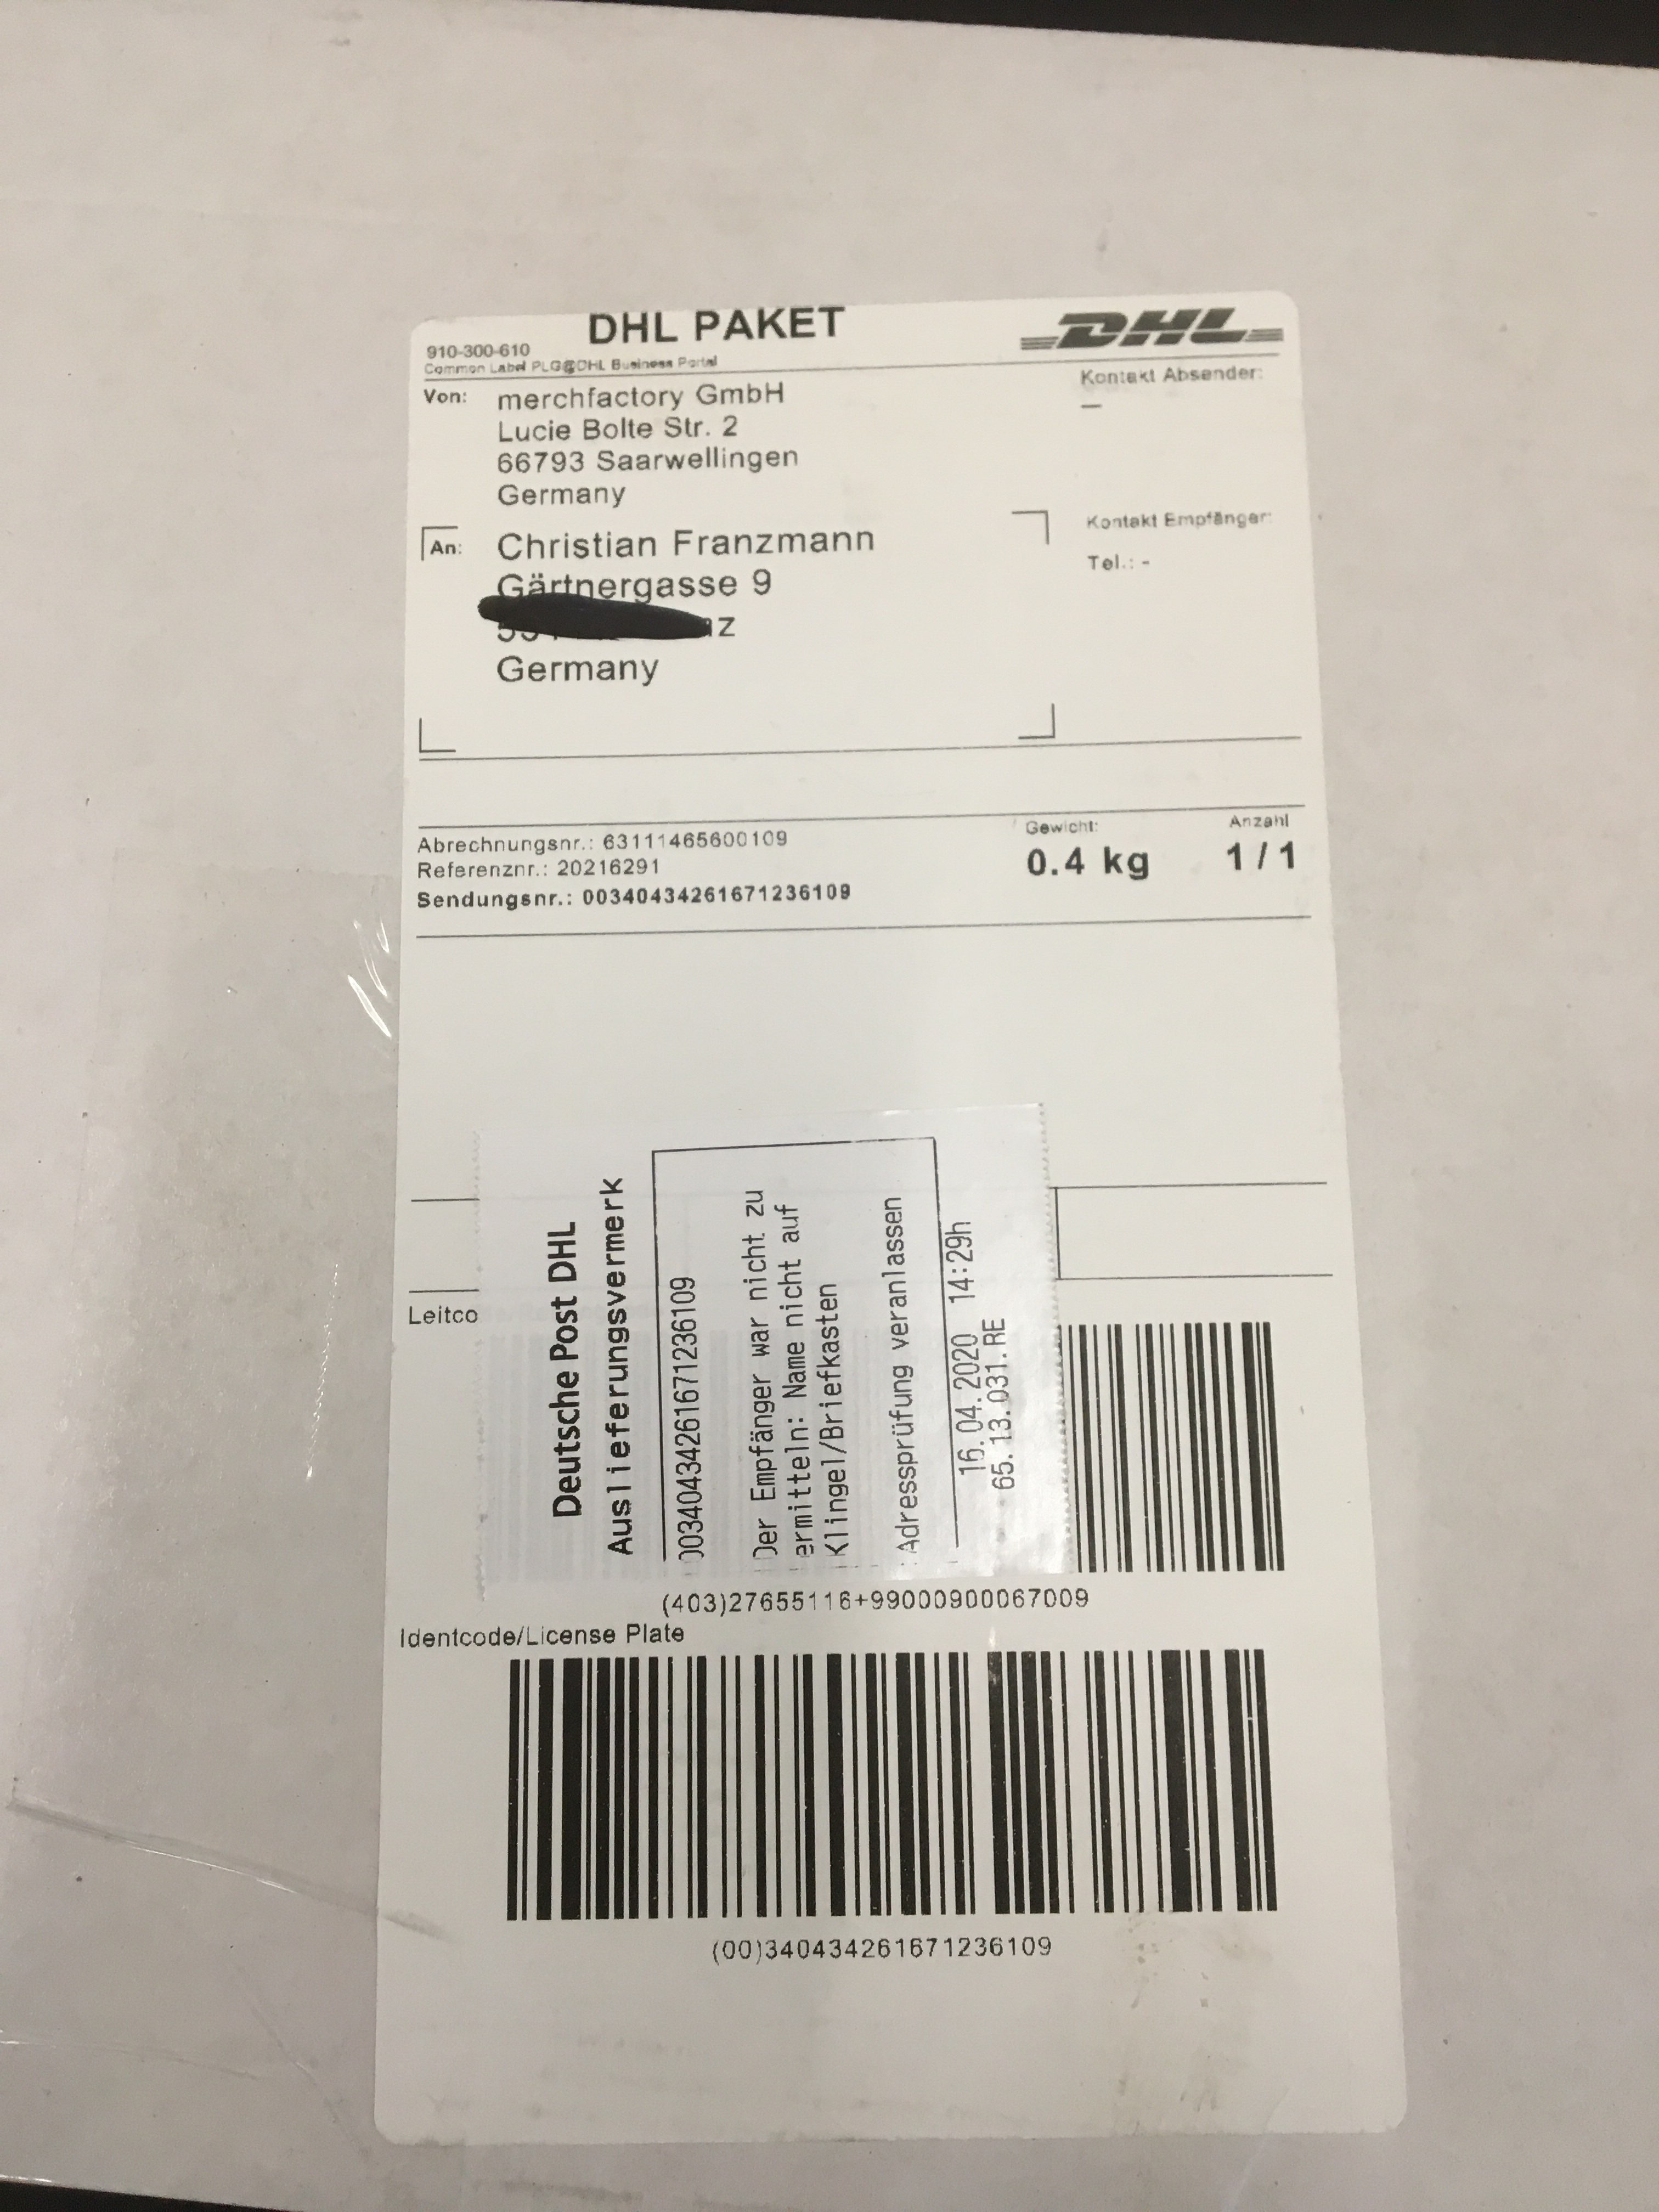 DHL PAKET
DHL
910-300-610
Common Label PLG@DHL Business Portal
Von: merchfactory GmbH
Lucie Bolte Str. 2
66793 Saarwellingen
Germany
Kontakt Absender:
–
An: Christian Franzmann
Gärtnergasse 9
Germany
Kontakt Empfänger:
Tel.: -
Abrechnungsnr.: 63111465600109
Referenznr.: 20216291
Sendungsnr.: 00340434261671236109
Gewicht:
0.4 kg
Anzahl
1/1
Deutsche Post DHL
Auslieferungsvermerk
00340434261671236109
Der Empfänger war nicht zu
ermitteln: Name nicht auf
Klingel/Briefkasten
: Adressprüfung veranlassen
16.04.2020 14:29h
65.13.031.RE
Leitco
(403)27655116+99000900067009
Identcode/License Plate
(00)340434261671236109